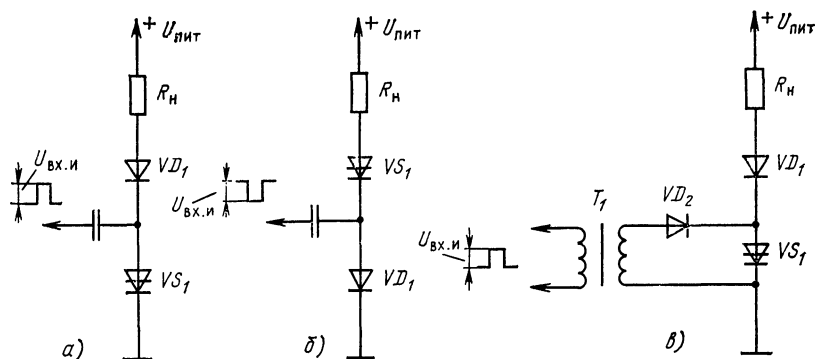 + Uпит
Rн
VD1
Uвх.и
VS1
а)
+ Uпит
Rн
VS1
Uвх.и
VD1
б)
+ Uпит
Rн
VD1
T1
VD2
Uвх.и
VS1
в)